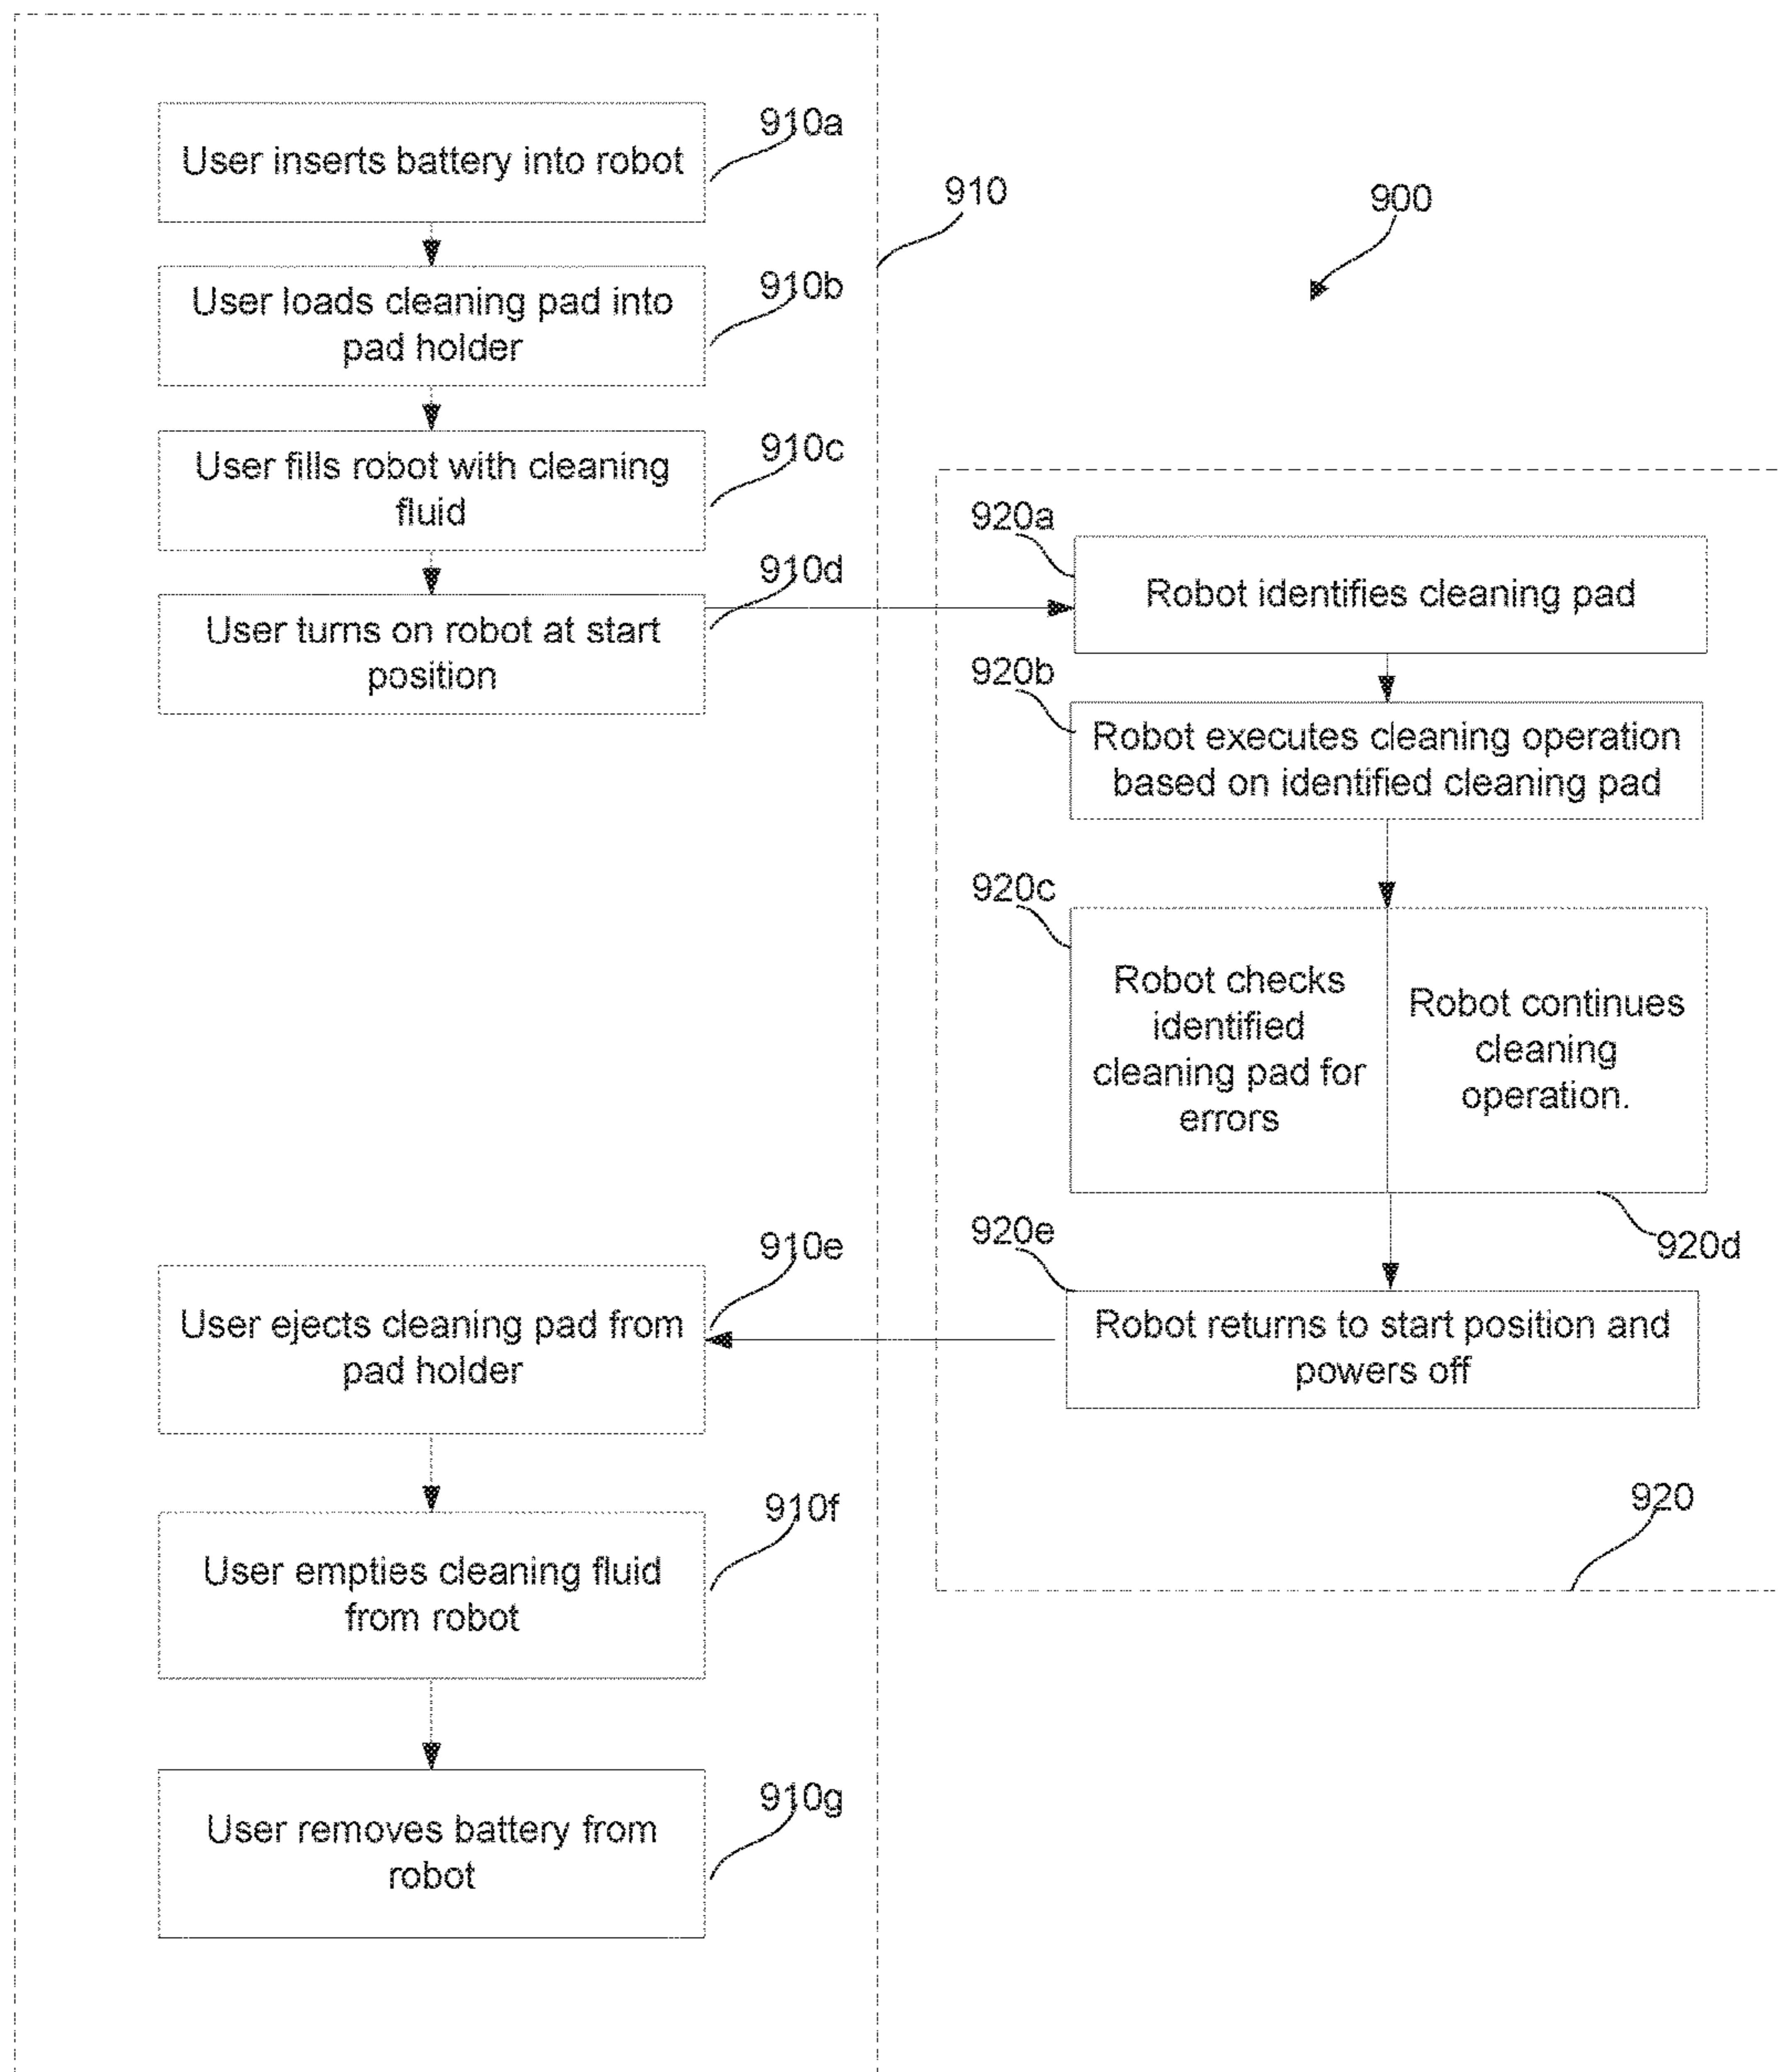 910a
User inserts battery into robot
910
900
910b
User loads cleaning pad into
pad holder
910c
User fills robot with cleaning
fluid
910d
User turns on robot at start
position
920a
Robot identifies cleaning pad
920b
Robot executes cleaning operation
based on identified cleaning pad
920c
Robot checks
identified
cleaning pad for
errors
Robot continues
cleaning
operation.
920d
920e
Robot returns to start position and
powers off
920
910e
User ejects cleaning pad from
pad holder
910f
User empties cleaning fluid
from robot
910g
User removes battery from
robot